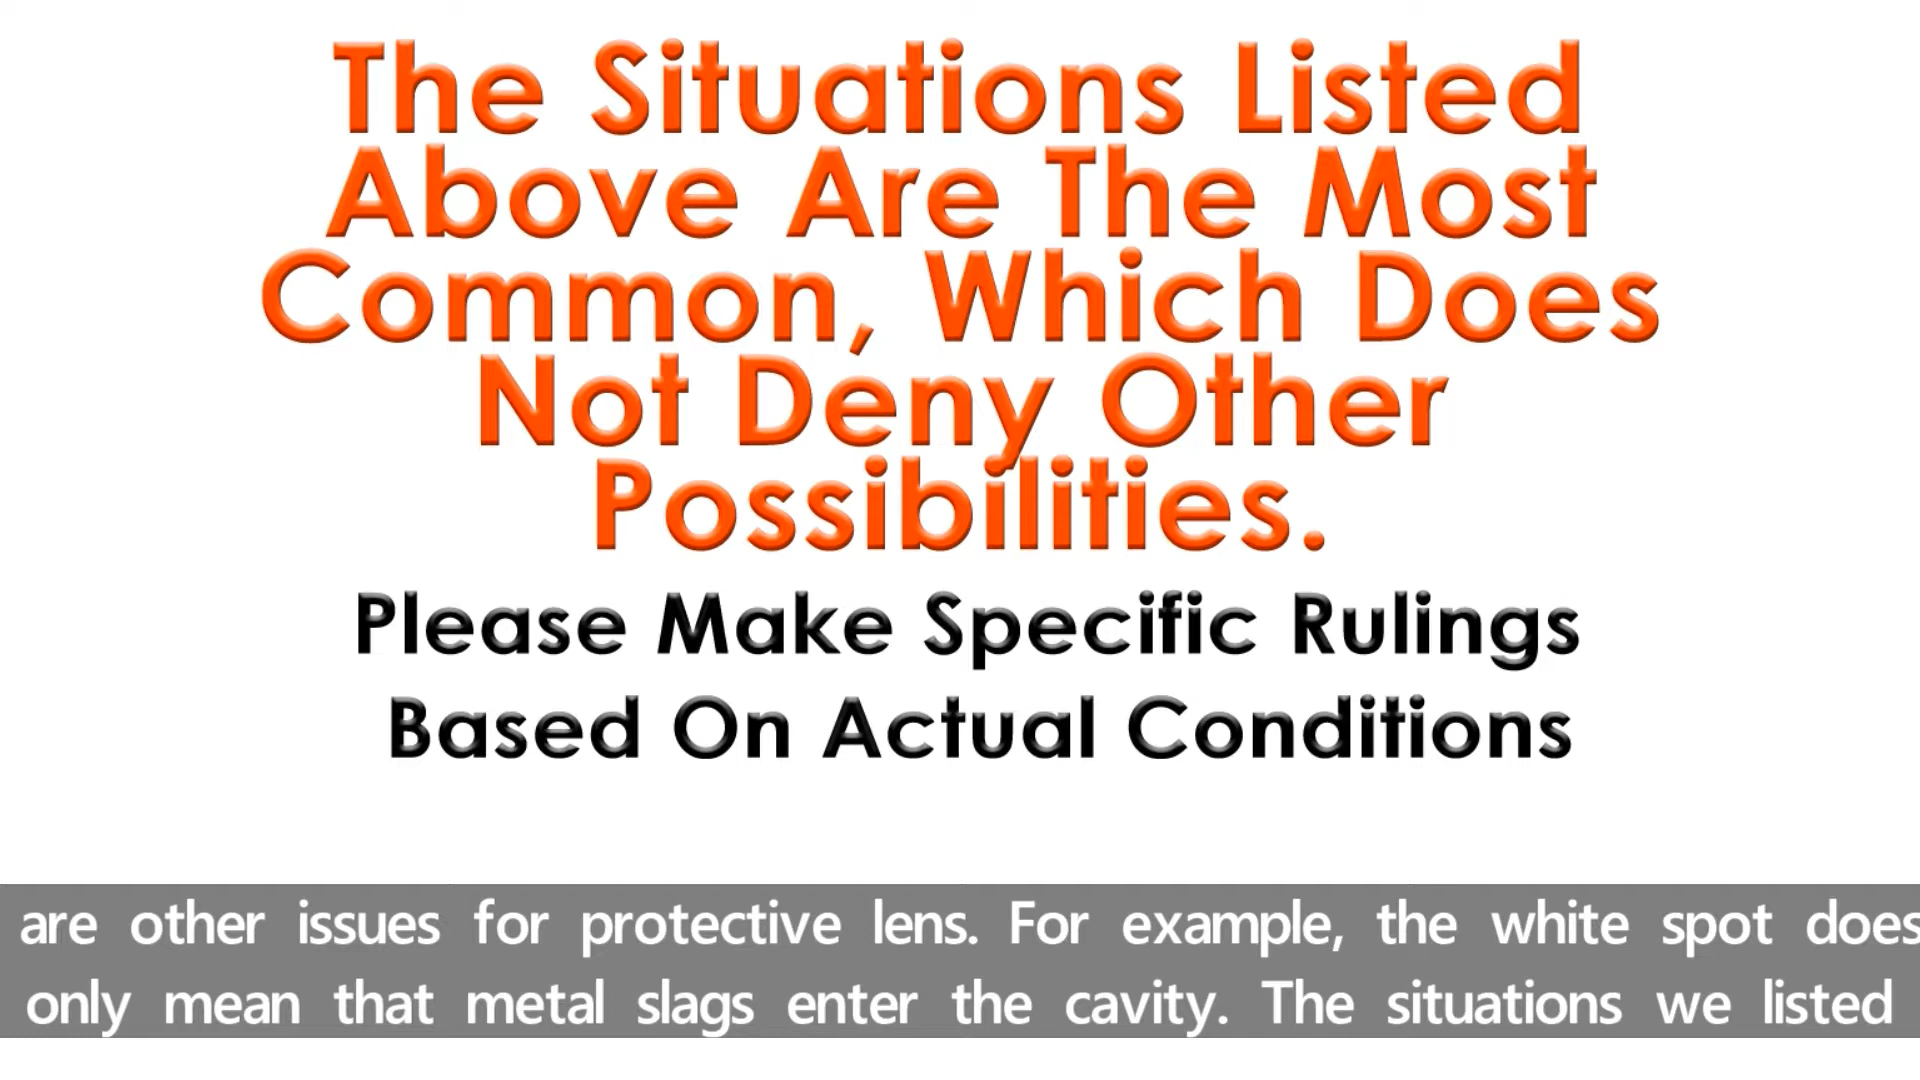 The Situations Listed
Above Are The Most
Common, Which Does
Not Deny Other
Possibilities.
Please Make Specific Rulings
Based On Actual Conditions
are other issues for protective lens. For example, the white spot does
only mean that metal slags enter the cavity. The situations we listed